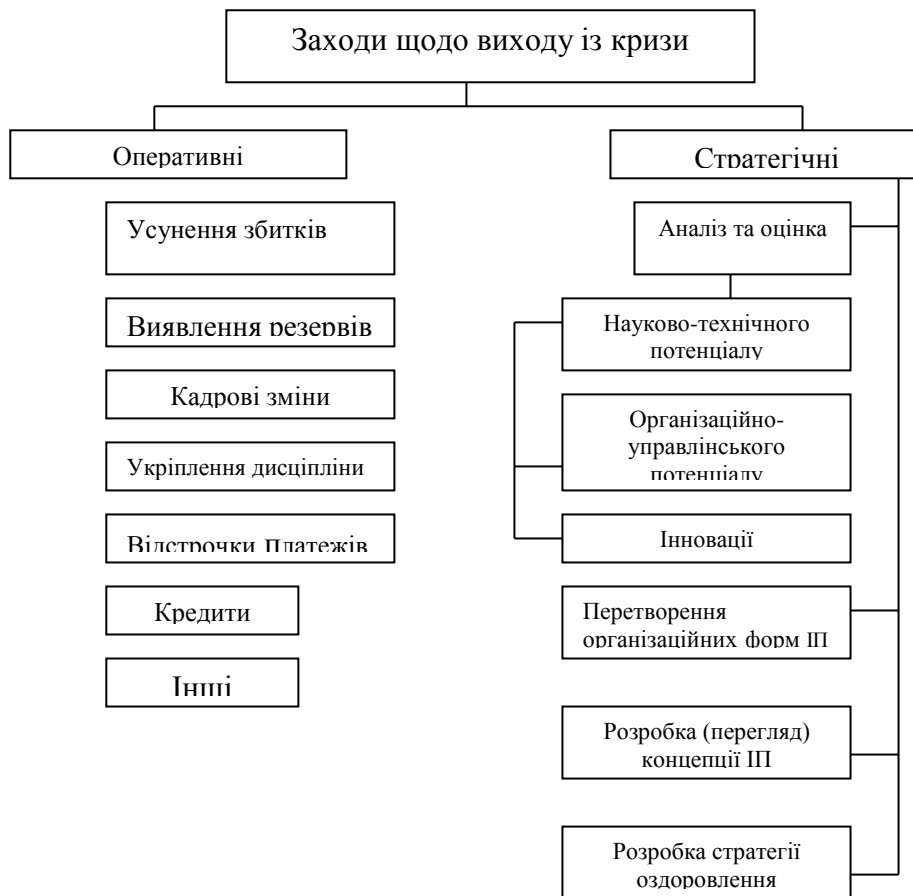 Заходи щодо виходу із кризи
Оперативні
Стратегічні
Усунення збитків
Виявлення резервів
Кадрові зміни
Укріплення дисципліни
Відстрочки платежів
Кредити
Інші
Аналіз та оцінка
Науково-технічного
потенціалу
Організаційно-
управлінського
потенціалу
Інновації
Перетворення
організаційних форм ІП
Розробка (перегляд)
концепції ІП
Розробка стратегії
оздоровлення